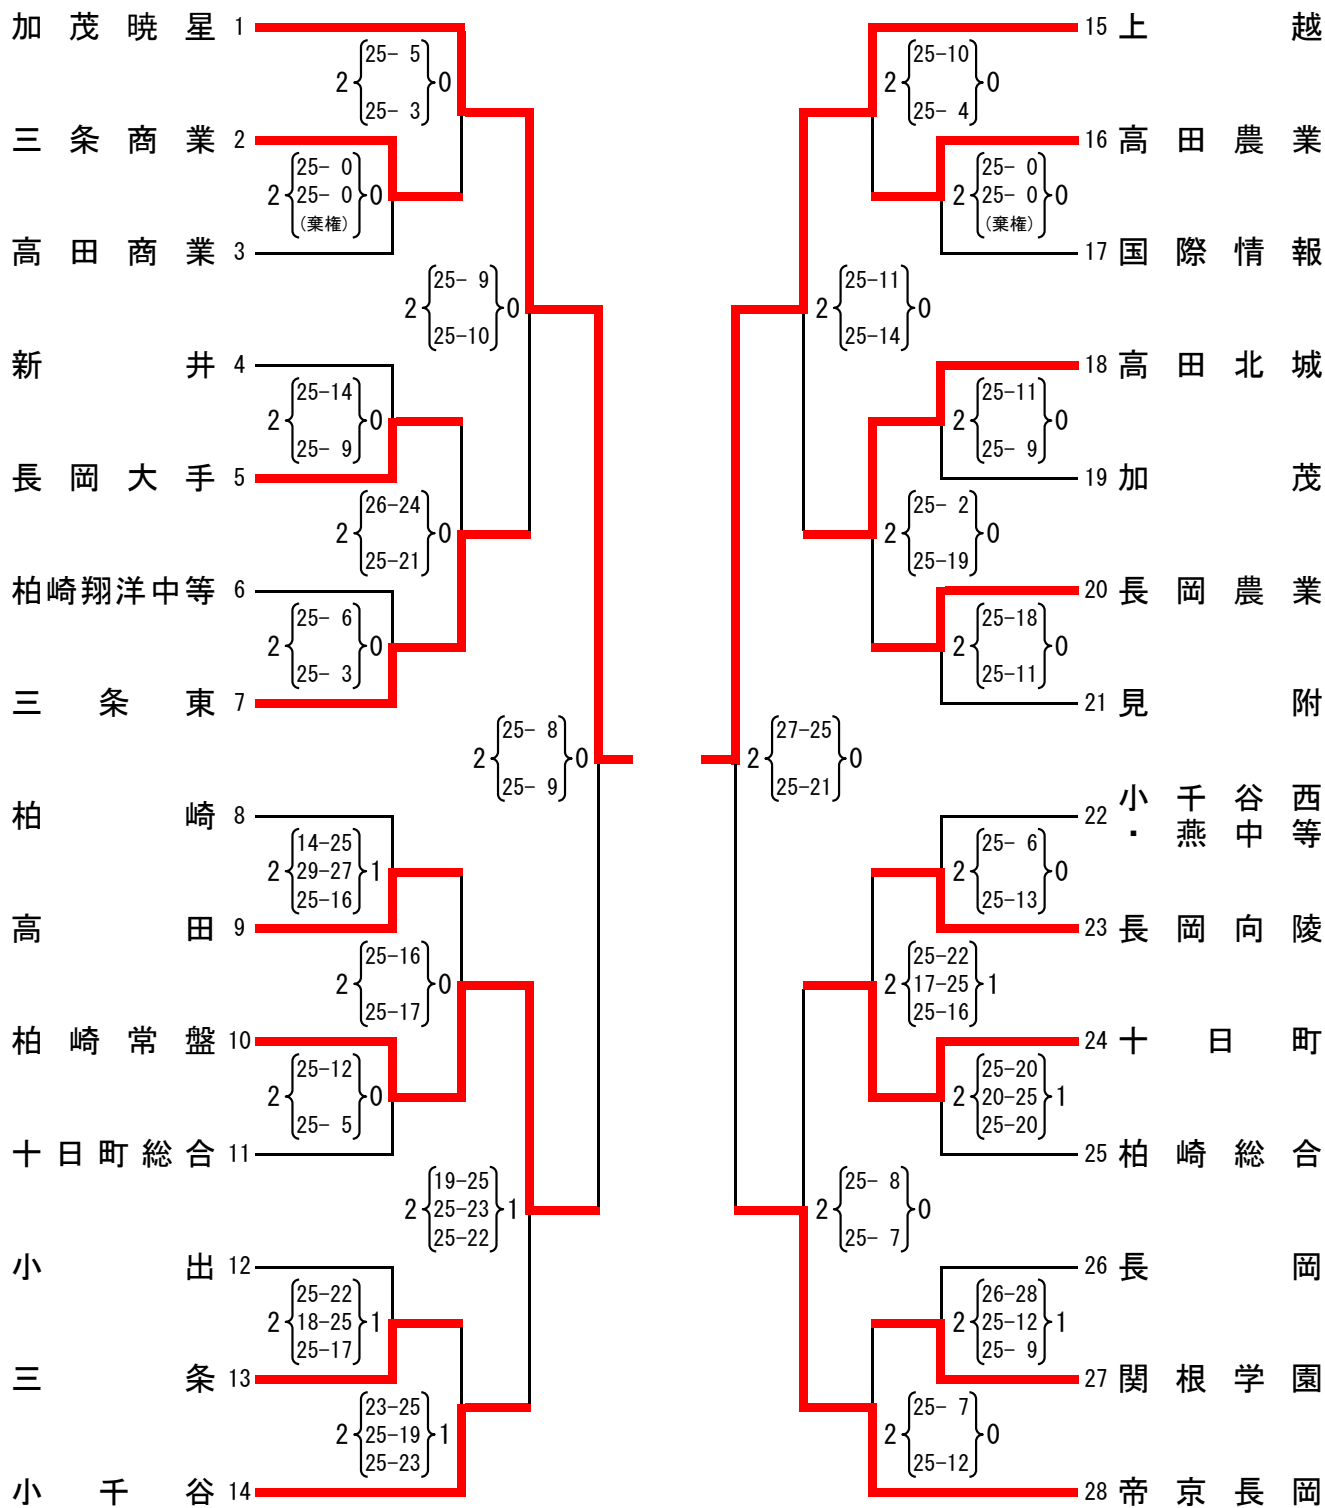 加茂暁星 1
2 25- 5 0
25- 3
三条商業 2
2 25- 0 0
25- 0
(棄権)
高田商業 3
2 25- 9 0
25-10
新井 4
2 25-14 0
25- 9
長岡大手 5
2 26-24 0
25-21
柏崎翔洋中等 6
2 25- 6 0
25- 3
三条東 7
2 25- 8 0
25- 9
柏崎 8
14-25
2 29-27 1
25-16
高田 9
2 25-16 0
25-17
柏崎常盤 10
2 25-12 0
25- 5
十日町総合 11
19-25
2 25-23 1
25-22
小出 12
25-22
2 18-25 1
25-17
三条 13
23-25
2 25-19 1
25-23
小千谷 14
15 上越
2 25-10 0
25- 4
16 高田農業
2 25- 0 0
25- 0
(棄権)
17 国際情報
2 25-11 0
25-14
18 高田北城
2 25-11 0
25- 9
19 加茂
2 25- 2 0
25-19
20 長岡農業
2 25-18 0
25-11
21 見附
2 27-25 0
25-21
22 小千谷西
・燕中等
2 25- 6 0
25-13
23 長岡向陵
25-22
2 17-25 1
25-16
24 十日町
25-20
2 20-25 1
25-20
25 柏崎総合
2 25- 8 0
25- 7
26 長岡
26-28
2 25-12 1
25- 9
27 関根学園
2 25- 7 0
25-12
28 帝京長岡